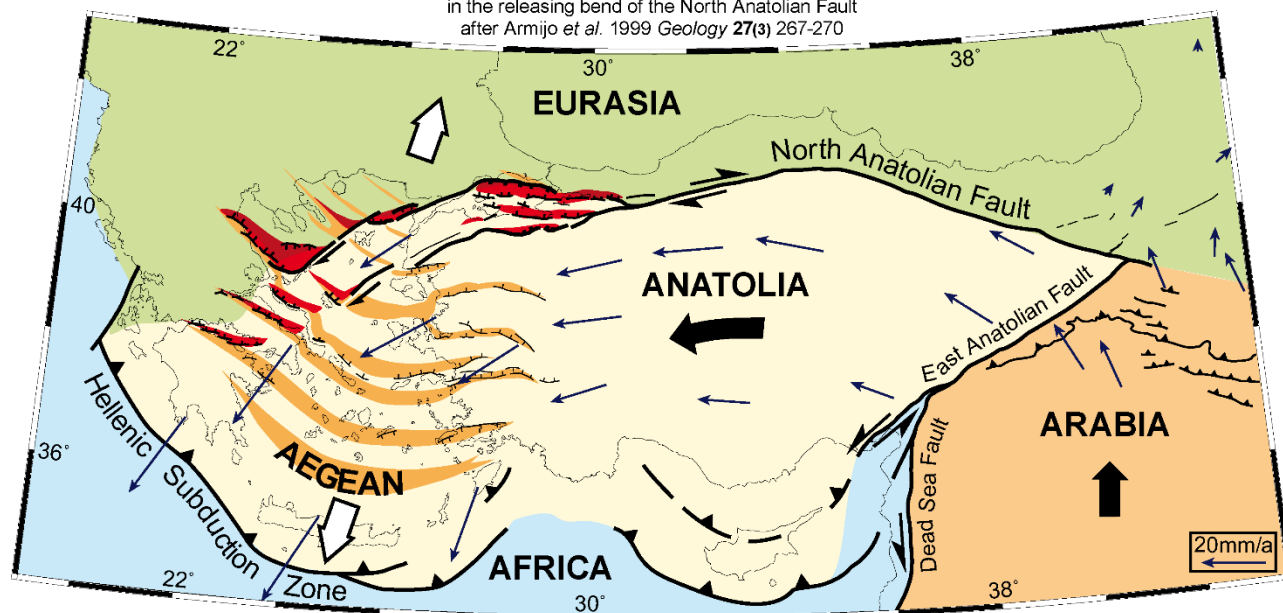 in the releasing bend of the North Anatolian Fault
after Armijo et al. 1999 Geology 27(3) 267-270
22°
30°
38°
EURASIA
North Anatolian Fault
40
ANATOLIA
East Anatolian Fault
Hellenic Subduction Zone
ARABIA
36°
AEGEAN
Dead Sea Fault
20mm/a
AFRICA
22°
30°
38°